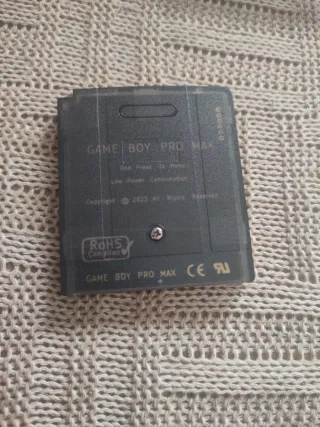 GAME BOY PRO MAX
One Press To Menu
Low Power Consumption
Copyright © 2023 All Rights Reserved
RoHS
Compliant
GAME BOY PRO MAX CE